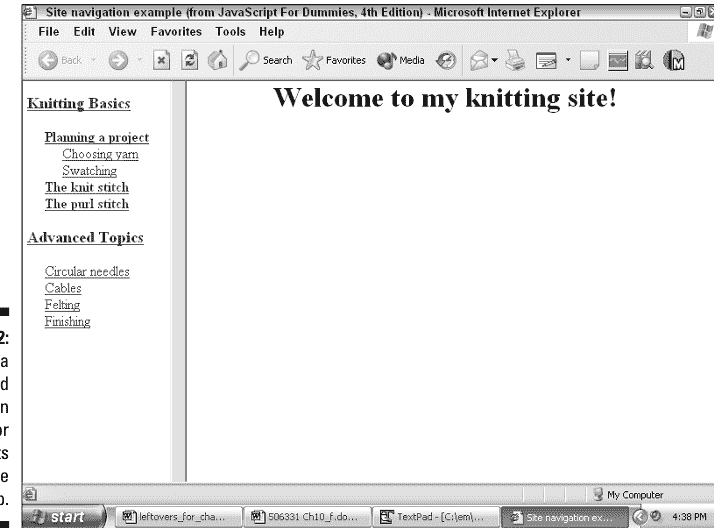 Site navigation example (from JavaScript For Dummies, 4th Edition) - Microsoft Internet Explorer
File Edit View Favorites Tools Help
Back Search Favorites Media
Knitting Basics
Planning a project
Choosing yarn
Swatching
The knit stitch
The purl stitch
Advanced Topics
Circular needles
Cables
Felting
Finishing
Welcome to my knitting site!
2:
a
d
n
or
ts
e
o.
My Computer
start leftovers_for_cha... 506331 Ch10_f.do... TextPad - [C:\em\... Site navigation ex... 4:38 PM